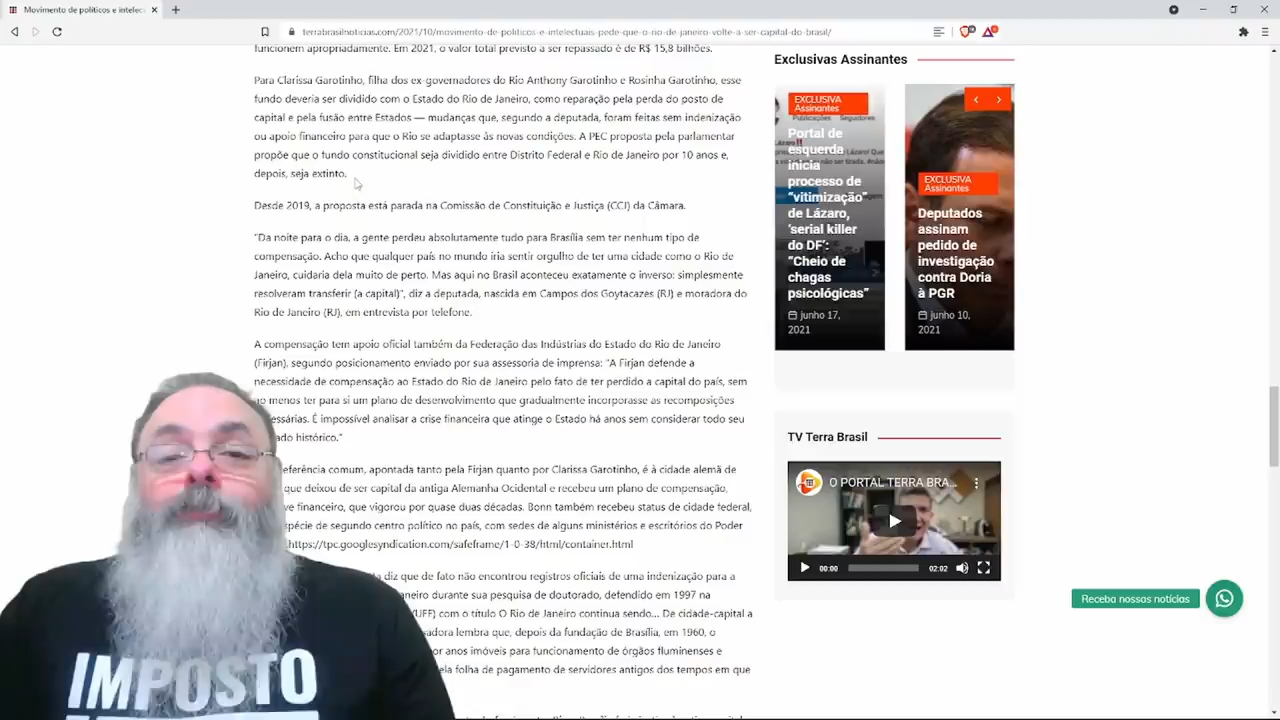 Movimento de políticos e intelec
terrabrasilnoticias.com/2021/10/movimento-de-politicos-e-intelectuais-pede-que-o-rio-de-janeiro-volte-a-ser-capital-do-brasil/
funcionem apropriadamente. Em 2021, o valor total previsto a ser repassado é de R$ 15,8 bilhões.
Para Clarissa Garotinho, filha dos ex-governadores do Rio Anthony Garotinho e Rosinha Garotinho, esse
fundo deveria ser dividido com o Estado do Rio de Janeiro, como reparação pela perda do posto de
capital e pela fusão entre Estados — mudanças que, segundo a deputada, foram feitas sem indenização
ou apoio financeiro para que o Rio se adaptasse às novas condições. A PEC proposta pela parlamentar
propõe que o fundo constitucional seja dividido entre Distrito Federal e Rio de Janeiro por 10 anos e,
depois, seja extinto.
Desde 2019, a proposta está parada na Comissão de Constituição e Justiça (CCJ) da Câmara.
"Da noite para o dia, a gente perdeu absolutamente tudo para Brasília sem ter nenhum tipo de
compensação. Acho que qualquer país no mundo iria sentir orgulho de ter uma cidade como o Rio de
Janeiro, cuidaria dela muito de perto. Mas aqui no Brasil aconteceu exatamente o inverso: simplesmente
resolveram transferir (a capital)", diz a deputada, nascida em Campos dos Goytacazes (RJ) e moradora do
Rio de Janeiro (RJ), em entrevista por telefone.
A compensação tem apoio oficial também da Federação das Indústrias do Estado do Rio de Janeiro
(Firjan), segundo posicionamento enviado por sua assessoria de imprensa: "A Firjan defende a
necessidade de compensação ao Estado do Rio de Janeiro pelo fato de ter perdido a capital do país, sem
ao menos ter para si um plano de desenvolvimento que gradualmente incorporasse as recomposições
essárias. É impossível analisar a crise financeira que atinge o Estado há anos sem considerar todo seu
ado histórico."
eferência comum, apontada tanto pela Firjan quanto por Clarissa Garotinho, é à cidade alemã de
que deixou de ser capital da antiga Alemanha Ocidental e recebeu um plano de compensação,
ve financeiro, que vigorou por quase duas décadas. Bonn também recebeu status de cidade federal,
spécie de segundo centro político no país, com sedes de alguns ministérios e escritórios do Poder
https://tpc.googlesyndication.com/safeframe/1-0-38/html/container.html
ta diz que de fato não encontrou registros oficiais de uma indenização para a
aneiro durante sua pesquisa de doutorado, defendido em 1997 na
(UFF) com o título O Rio de Janeiro continua sendo... De cidade-capital a
sadora lembra que, depois da fundação de Brasília, em 1960, o
or anos imóveis para funcionamento de órgãos fluminenses e
ela folha de pagamento de servidores antigos dos tempos em que
Exclusivas Assinantes
EXCLUSIVA
Assinantes
Publicações Seguidores
Portal de
esquerda
inicia
processo de
"vitimização"
de Lázaro,
'serial killer
do DF':
"Cheio de
chagas
psicológicas"
junho 17,
2021
EXCLUSIVA
Assinantes
Deputados
assinam
pedido de
investigação
contra Doria
à PGR
junho 10,
2021
TV Terra Brasil
O PORTAL TERRA BRA...
00:00
02:02
Receba nossas notícias
IMPOSTO